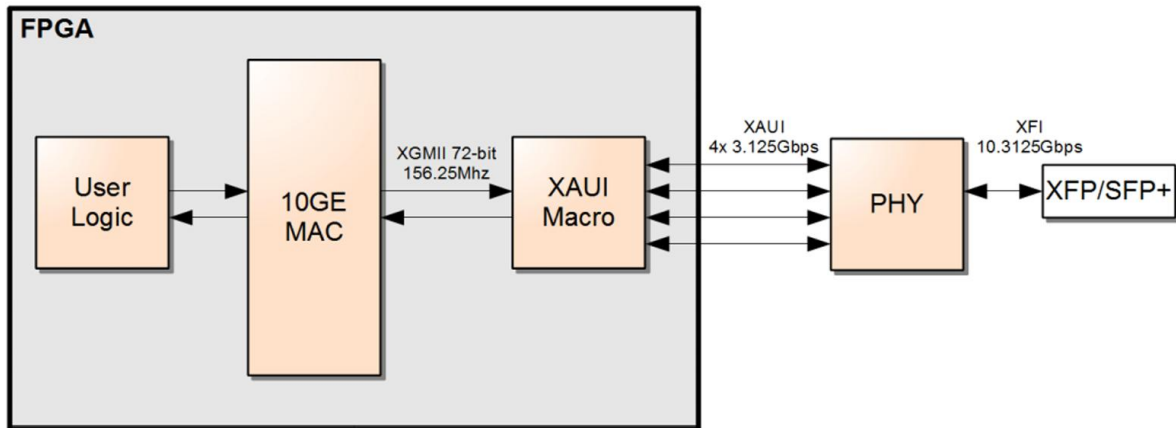 FPGA
User
Logic
10GE
MAC
XGMII 72-bit
156.25Mhz
XAUI
Macro
XAUI
4x 3.125Gbps
PHY
XFI
10.3125Gbps
XFP/SFP+